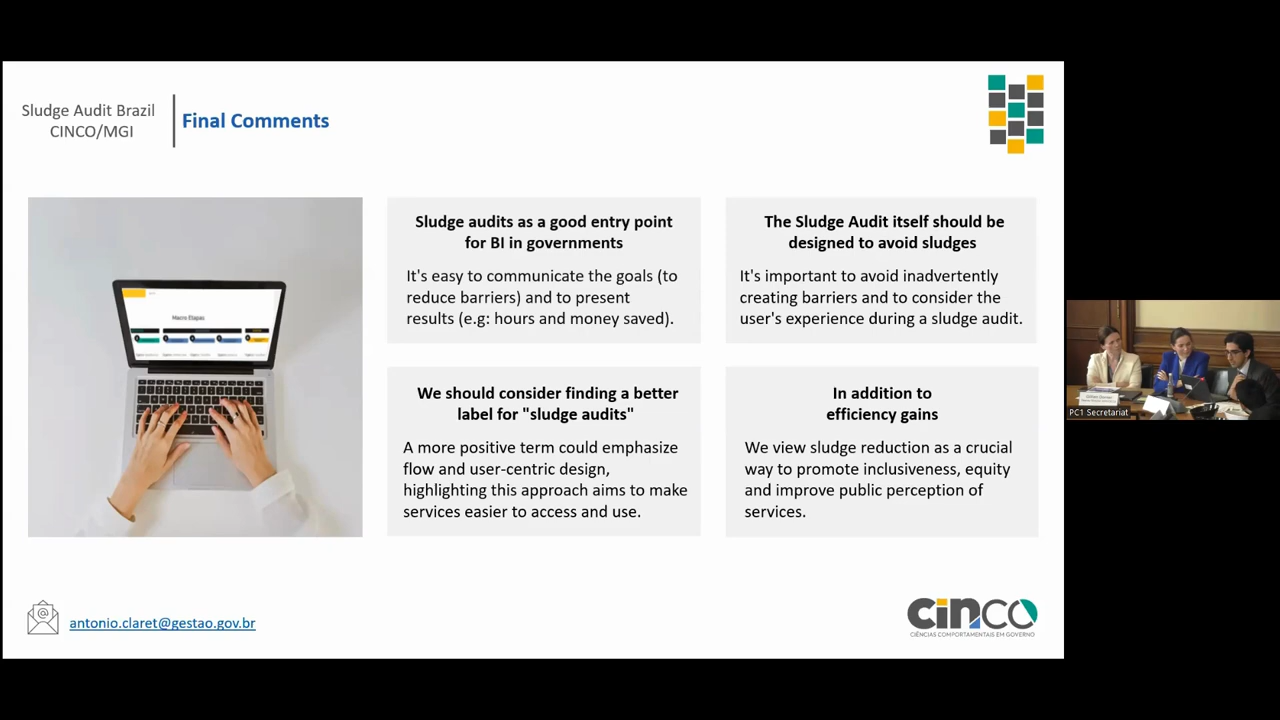 Sludge Audit Brazil
CINCO/MGI
Final Comments
Macro Etapas
Sludge audits as a good entry point
for BI in governments
It's easy to communicate the goals (to
reduce barriers) and to present
results (e.g: hours and money saved).
The Sludge Audit itself should be
designed to avoid sludges
It's important to avoid inadvertently
creating barriers and to consider the
user's experience during a sludge audit.
We should consider finding a better
label for "sludge audits"
A more positive term could emphasize
flow and user-centric design,
highlighting this approach aims to make
services easier to access and use.
In addition to
efficiency gains
We view sludge reduction as a crucial
way to promote inclusiveness, equity
and improve public perception of
services.
PC1 Secretariat
antonio.claret@gestao.gov.br
cinco
CIÊNCIAS COMPORTAMENTAIS EM GOVERNO